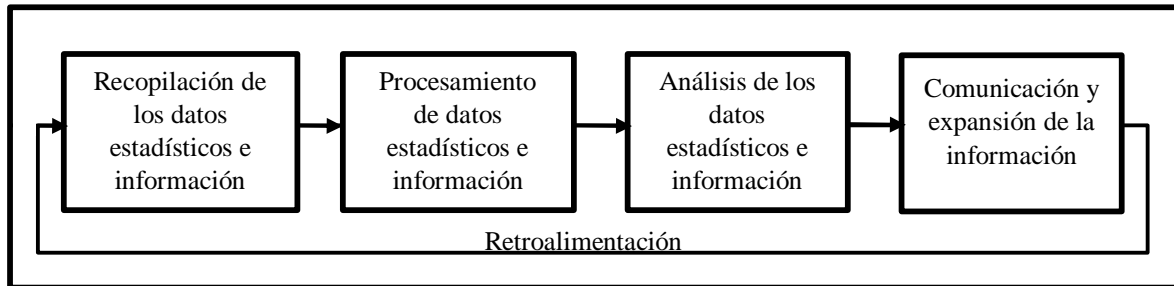 Recopilación de
los datos
estadísticos e
información
Procesamiento
de datos
estadísticos e
información
Análisis de los
datos
estadísticos e
información
Comunicación y
expansión de la
información
Retroalimentación